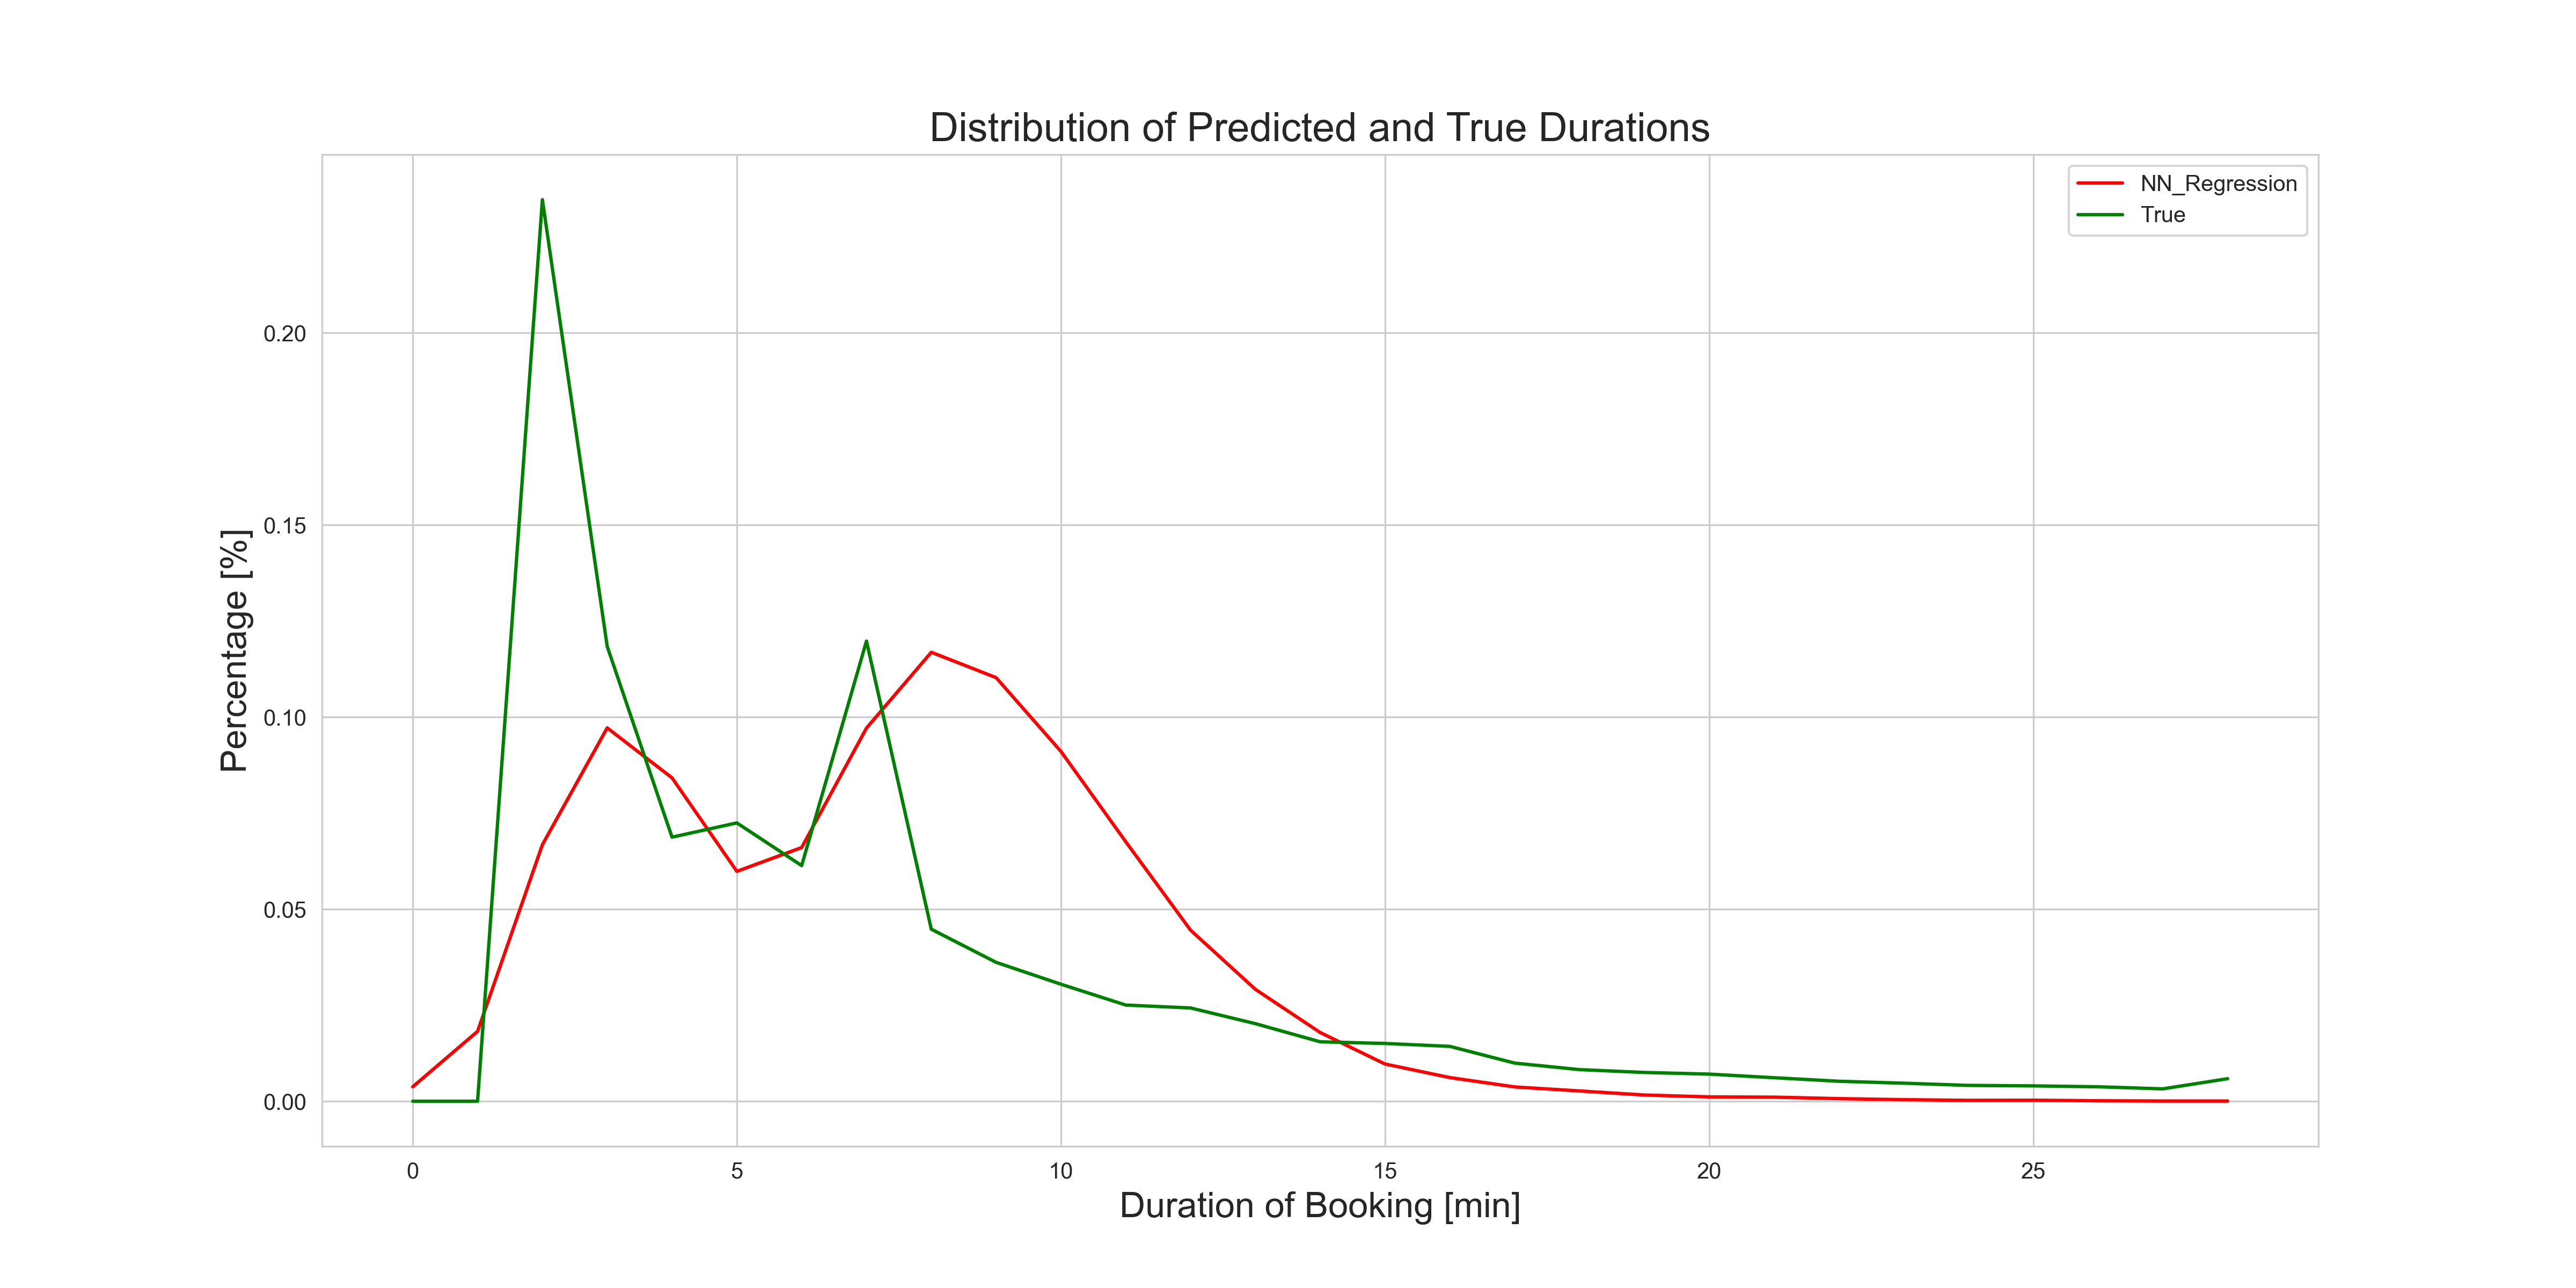 Distribution of Predicted and True Durations
NN_Regression
True
Percentage [%]
0.20
0.15
0.10
0.05
0.00
0 5 10 15 20 25
Duration of Booking [min]